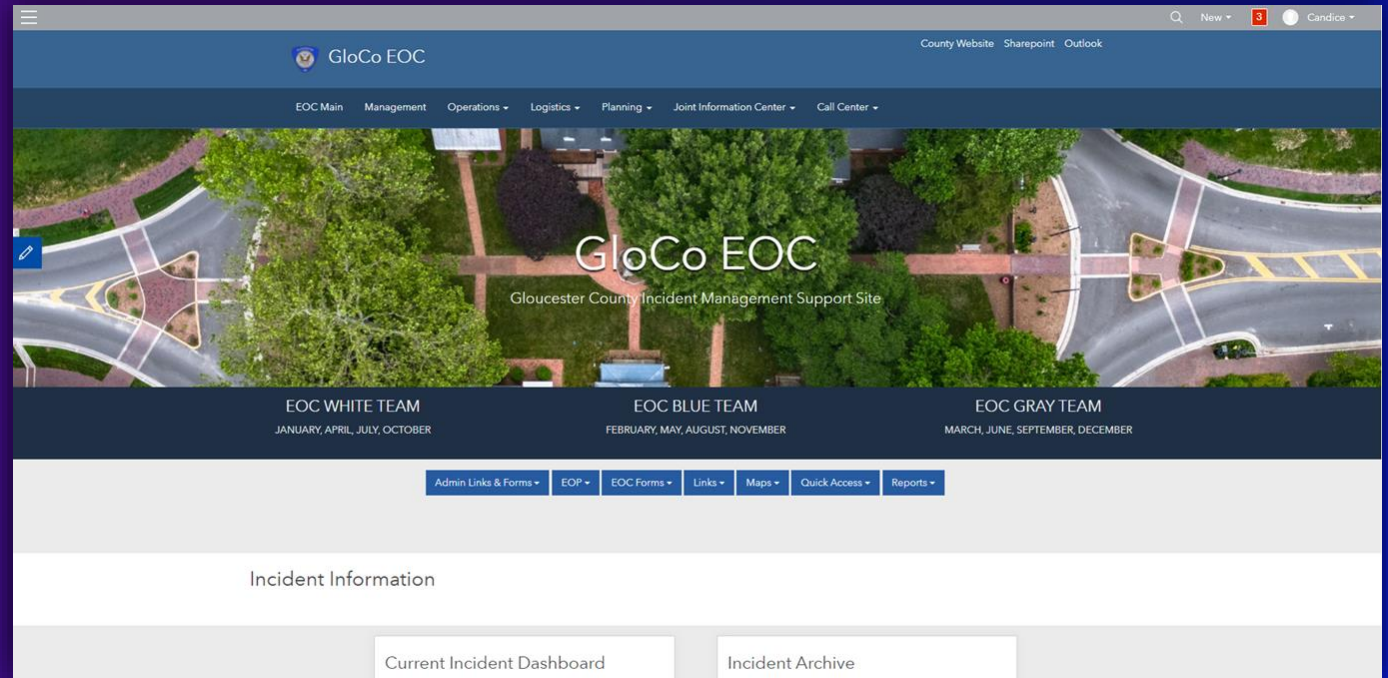 New
3
Candice
GloCo EOC
County Website Sharepoint Outlook
EOC Main Management Operations Logistics Planning Joint Information Center Call Center
GloCo EOC
Gloucester County Incident Management Support Site
EOC WHITE TEAM
JANUARY, APRIL, JULY, OCTOBER
EOC BLUE TEAM
FEBRUARY, MAY, AUGUST, NOVEMBER
EOC GRAY TEAM
MARCH, JUNE, SEPTEMBER, DECEMBER
Admin Links & Forms EOP EOC Forms Links Maps Quick Access Reports
Incident Information
Current Incident Dashboard
Incident Archive